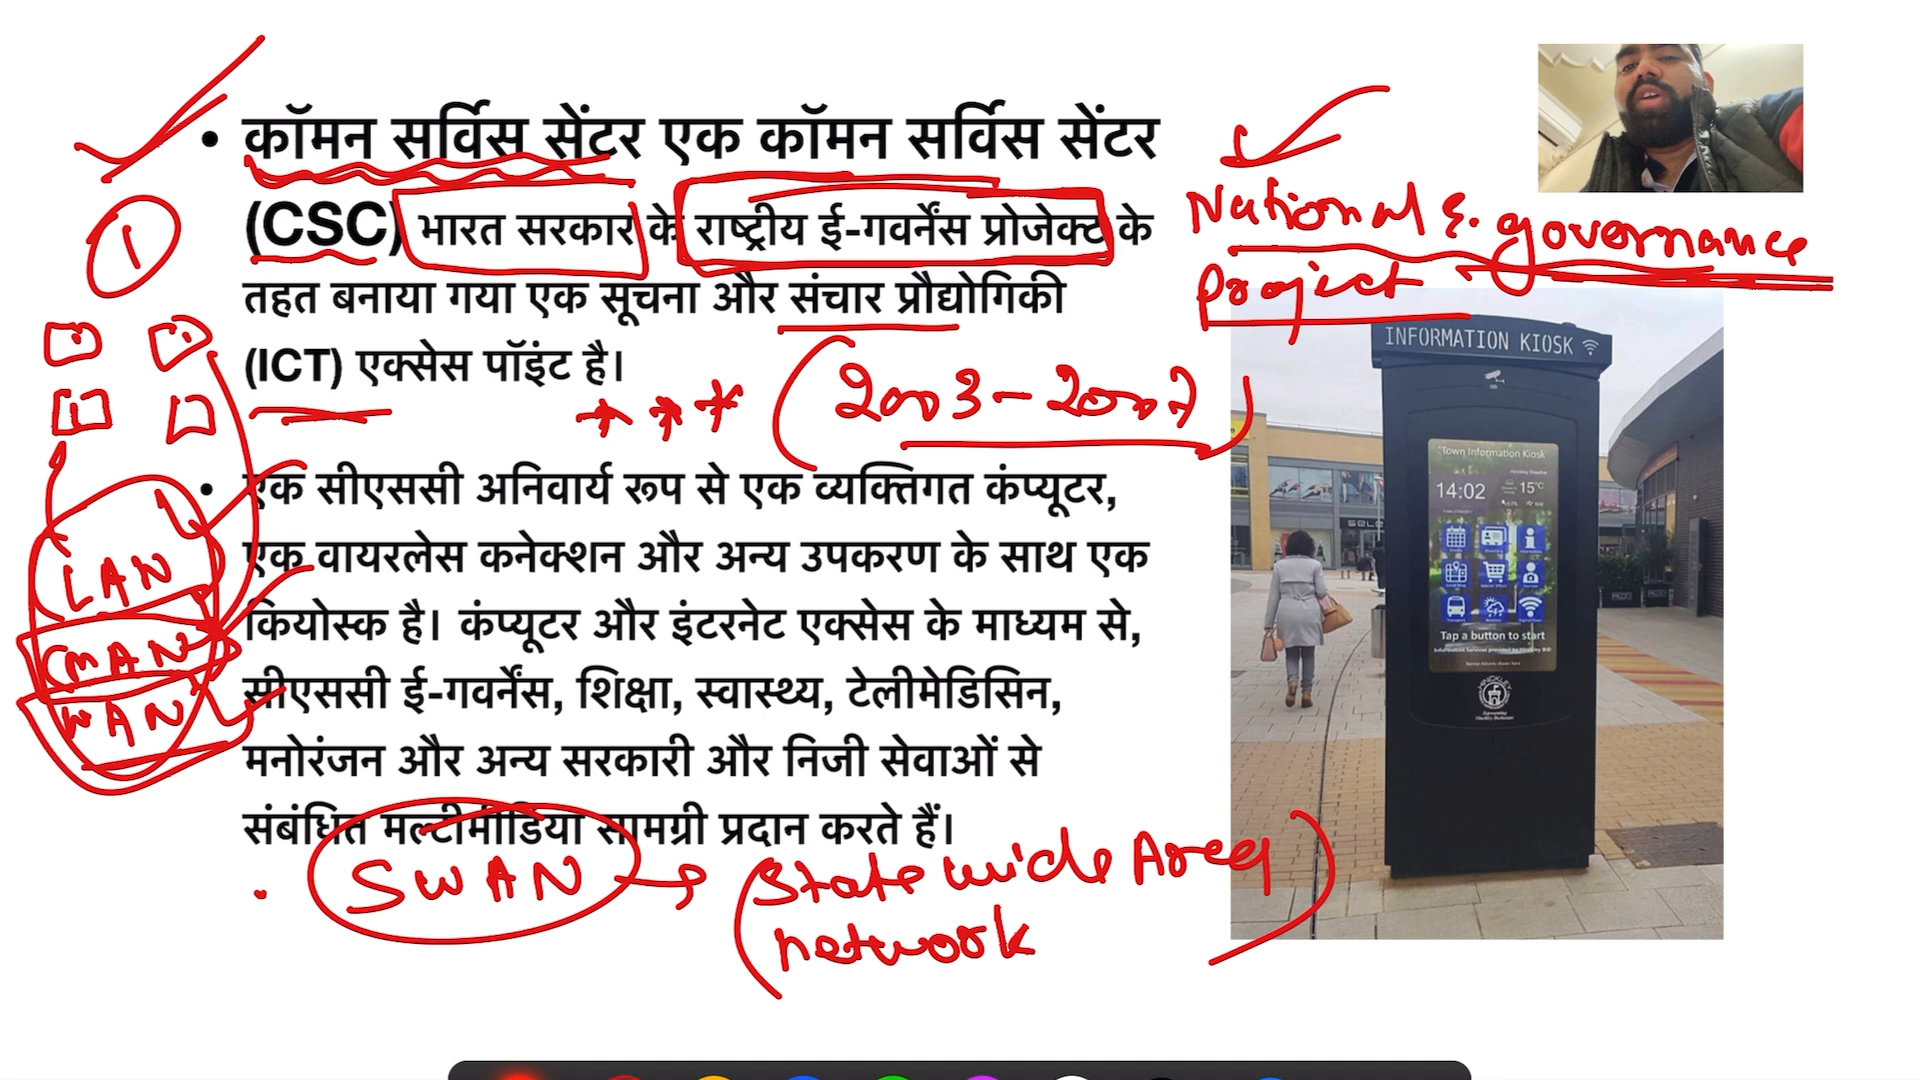 कॉमन सर्विस सेंटर एक कॉमन सर्विस सेंटर
(CSC) भारत सरकार के राष्ट्रीय ई-गवर्नेंस प्रोजेक्ट के
तहत बनाया गया एक सूचना और संचार प्रौद्योगिकी
(ICT) एक्सेस पॉइंट है।
National E. governance
Project
1
2003-2007
एक सीएससी अनिवार्य रूप से एक व्यक्तिगत कंप्यूटर,
एक वायरलेस कनेक्शन और अन्य उपकरण के साथ एक
कियोस्क है। कंप्यूटर और इंटरनेट एक्सेस के माध्यम से,
सीएससी ई-गवर्नेंस, शिक्षा, स्वास्थ्य, टेलीमेडिसिन,
मनोरंजन और अन्य सरकारी और निजी सेवाओं से
संबंधित मल्टीमीडिया सामग्री प्रदान करते हैं।
LAN
MAN
WAN
SWAN
State wide Area
network
INFORMATION KIOSK
Town Information Kiosk
14:02
15°C
Tap a button to start
HINCKLEY
SELE